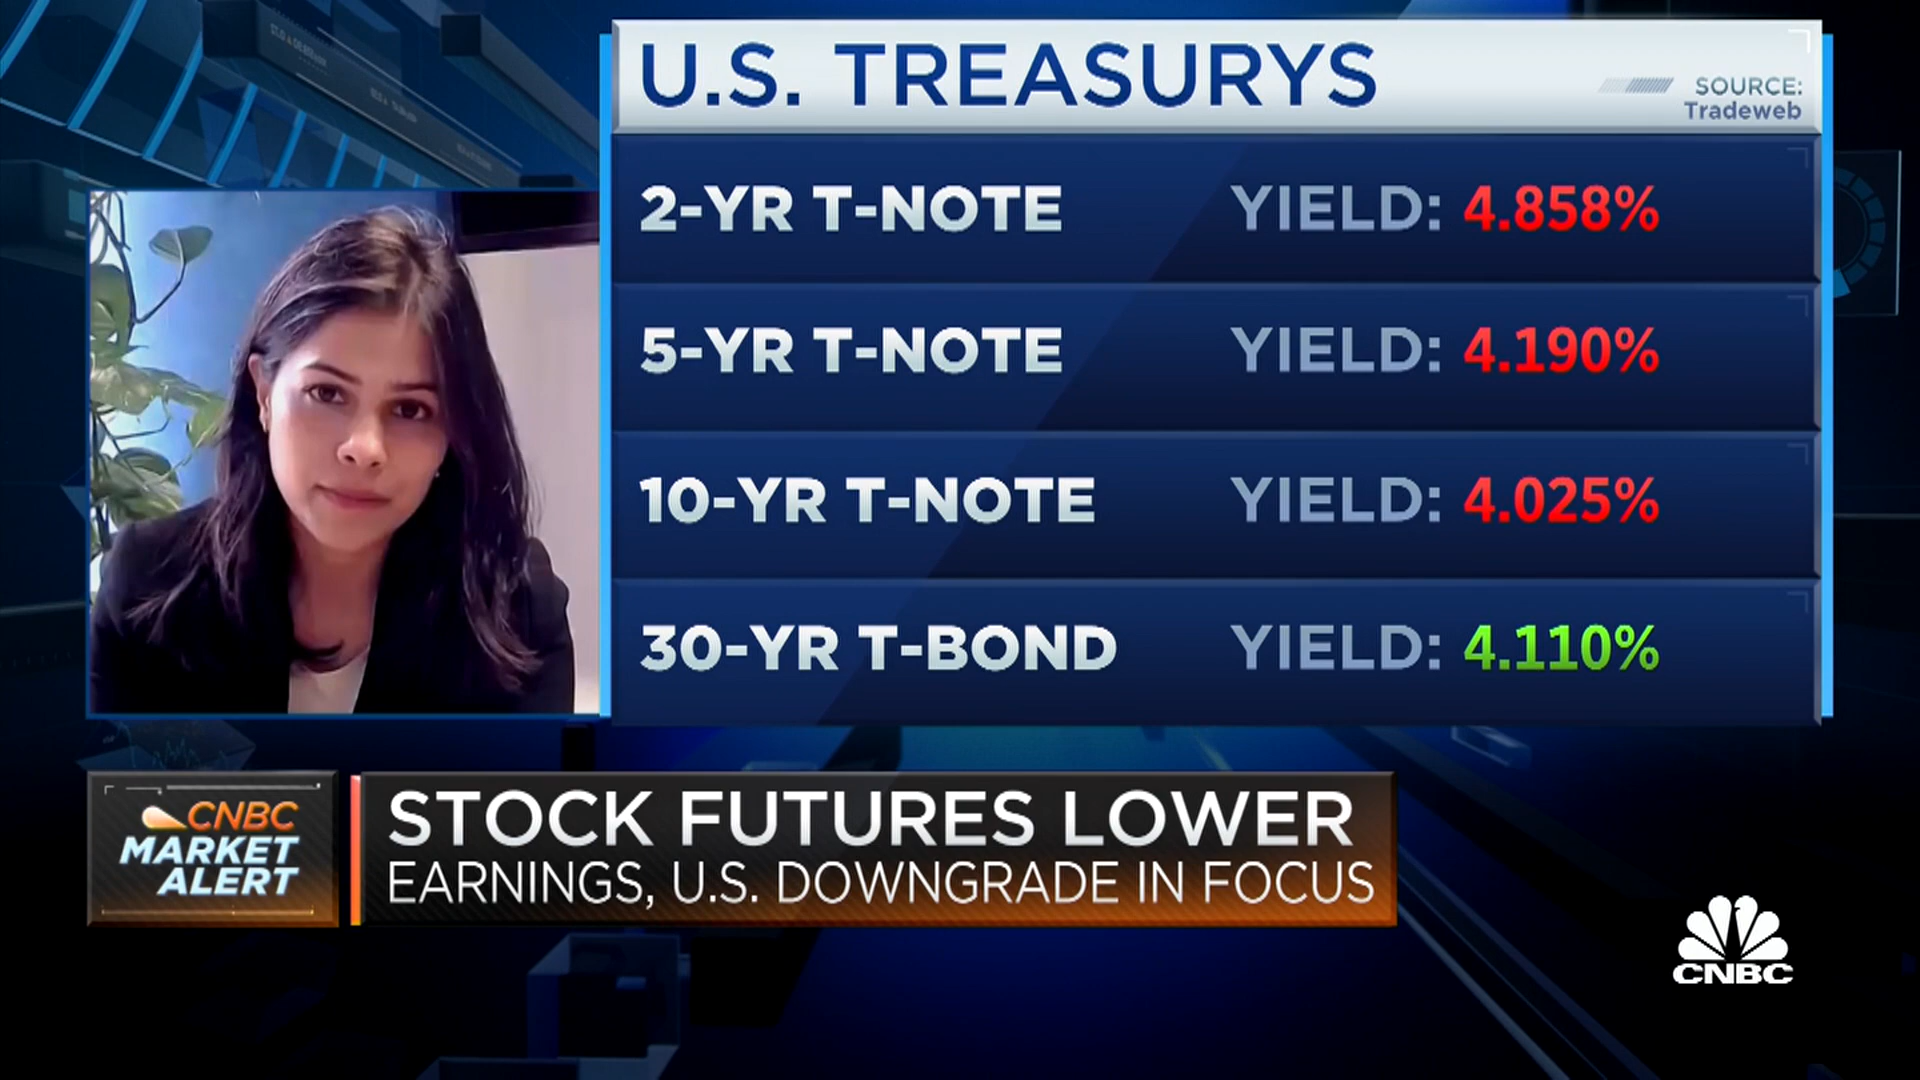 U.S. TREASURYS
SOURCE:
Tradeweb
2-YR T-NOTE YIELD: 4.858%
5-YR T-NOTE YIELD: 4.190%
10-YR T-NOTE YIELD: 4.025%
30-YR T-BOND YIELD: 4.110%
CNBC
MARKET
ALERT
STOCK FUTURES LOWER
EARNINGS, U.S. DOWNGRADE IN FOCUS
CNBC